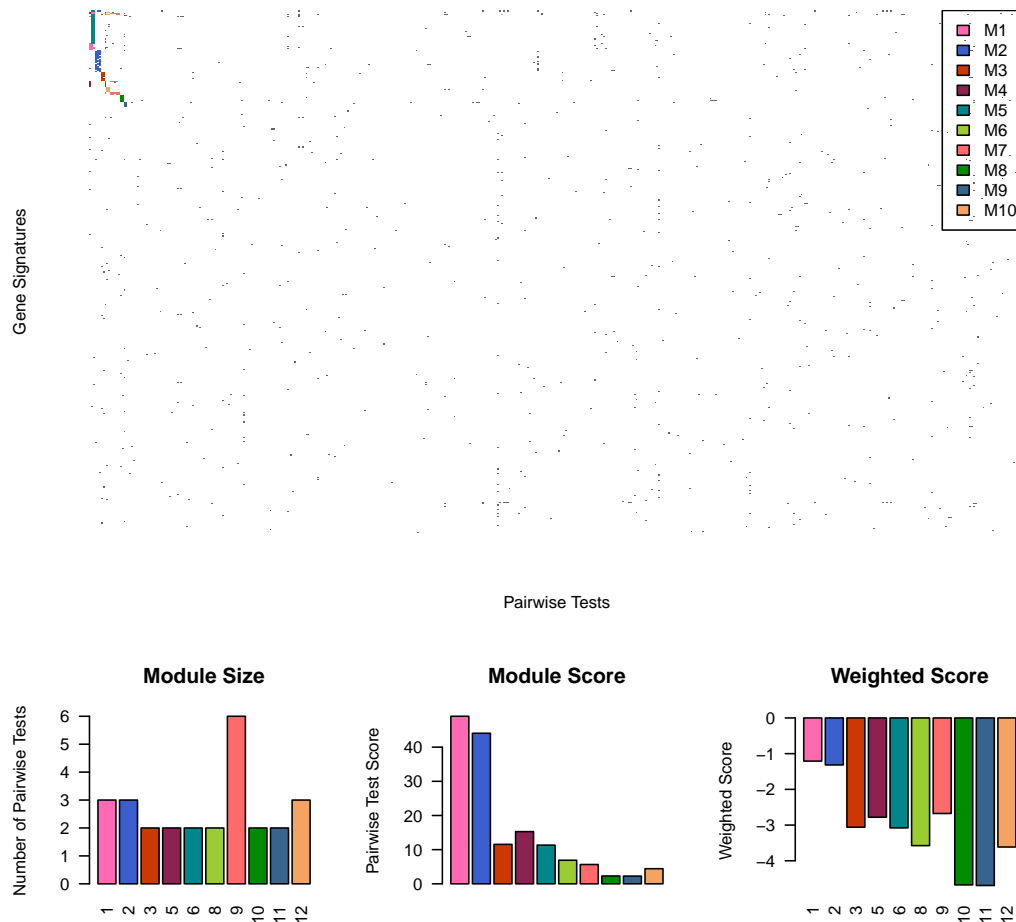 M1
M2
M3
M4
M5
M6
M7
M8
M9
M10
Gene Signatures
Pairwise Tests
Module Size
Number of Pairwise Tests
6
5
4
3
2
1
0
1 2 3 5 6 8 9 10 11 12
Module Score
Pairwise Test Score
40
30
20
10
0
Weighted Score
Weighted Score
0
−1
−2
−3
−4
1 2 3 5 6 8 9 10 11 12